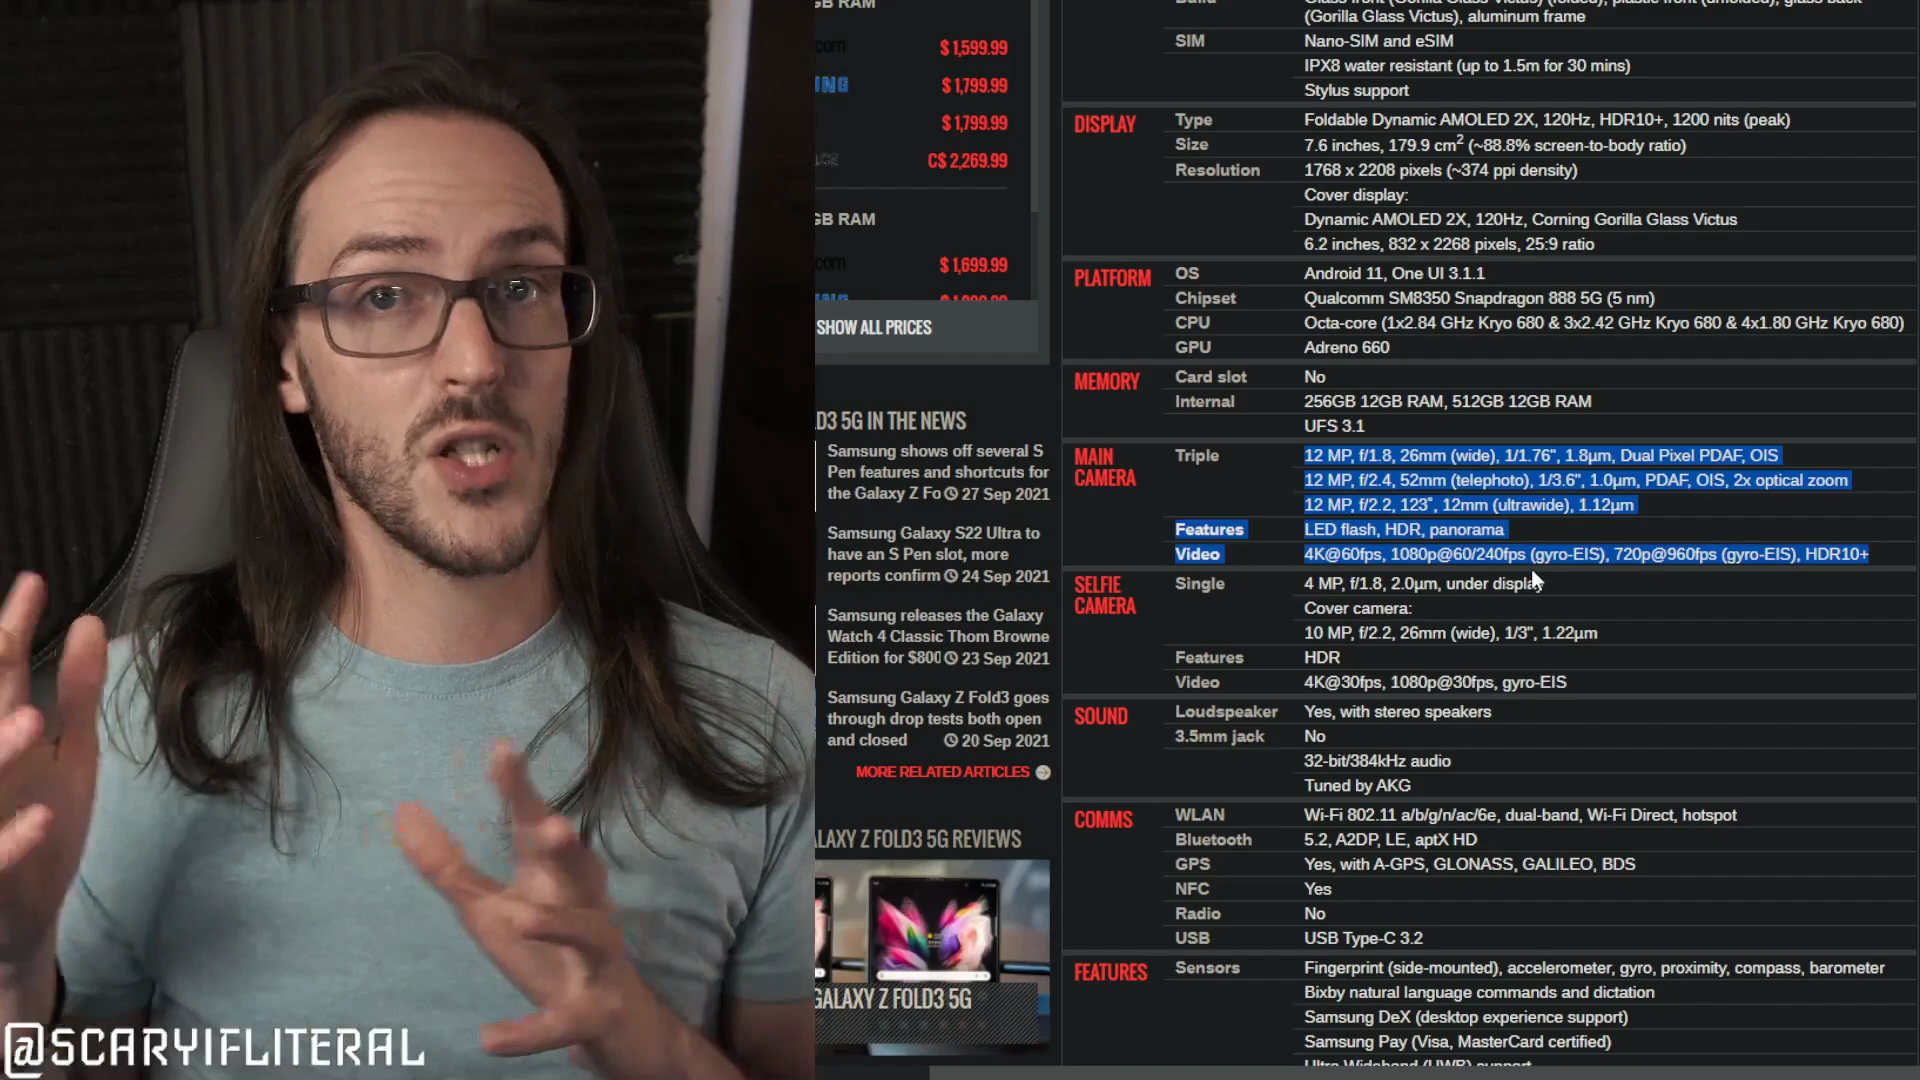 GB RAM
com
$ 1,599.99
NG
$ 1,799.99
$ 1,799.99
C$ 2,269.99
GB RAM
com
$ 1,699.99
SHOW ALL PRICES
LD3 5G IN THE NEWS
Samsung shows off several S
Pen features and shortcuts for
the Galaxy Z Fo 27 Sep 2021
Samsung Galaxy S22 Ultra to
have an S Pen slot, more
reports confirm 24 Sep 2021
Samsung releases the Galaxy
Watch 4 Classic Thom Browne
Edition for $800 23 Sep 2021
Samsung Galaxy Z Fold3 goes
through drop tests both open
and closed 20 Sep 2021
MORE RELATED ARTICLES
ALAXY Z FOLD3 5G REVIEWS
GALAXY Z FOLD3 5G
(Gorilla Glass Victus), aluminum frame
SIM Nano-SIM and eSIM
IPX8 water resistant (up to 1.5m for 30 mins)
Stylus support
DISPLAY Type Foldable Dynamic AMOLED 2X, 120Hz, HDR10+, 1200 nits (peak)
Size 7.6 inches, 179.9 cm2 (~88.8% screen-to-body ratio)
Resolution 1768 x 2208 pixels (~374 ppi density)
Cover display:
Dynamic AMOLED 2X, 120Hz, Corning Gorilla Glass Victus
6.2 inches, 832 x 2268 pixels, 25:9 ratio
PLATFORM OS Android 11, One UI 3.1.1
Chipset Qualcomm SM8350 Snapdragon 888 5G (5 nm)
CPU Octa-core (1x2.84 GHz Kryo 680 & 3x2.42 GHz Kryo 680 & 4x1.80 GHz Kryo 680)
GPU Adreno 660
MEMORY Card slot No
Internal 256GB 12GB RAM, 512GB 12GB RAM
UFS 3.1
MAIN CAMERA Triple 12 MP, f/1.8, 26mm (wide), 1/1.76", 1.8µm, Dual Pixel PDAF, OIS
12 MP, f/2.4, 52mm (telephoto), 1/3.6", 1.0µm, PDAF, OIS, 2x optical zoom
12 MP, f/2.2, 123˚, 12mm (ultrawide), 1.12µm
Features LED flash, HDR, panorama
Video 4K@60fps, 1080p@60/240fps (gyro-EIS), 720p@960fps (gyro-EIS), HDR10+
SELFIE CAMERA Single 4 MP, f/1.8, 2.0µm, under display
Cover camera:
10 MP, f/2.2, 26mm (wide), 1/3", 1.22µm
Features HDR
Video 4K@30fps, 1080p@30fps, gyro-EIS
SOUND Loudspeaker Yes, with stereo speakers
3.5mm jack No
32-bit/384kHz audio
Tuned by AKG
COMMS WLAN Wi-Fi 802.11 a/b/g/n/ac/6e, dual-band, Wi-Fi Direct, hotspot
Bluetooth 5.2, A2DP, LE, aptX HD
GPS Yes, with A-GPS, GLONASS, GALILEO, BDS
NFC Yes
Radio No
USB USB Type-C 3.2
FEATURES Sensors Fingerprint (side-mounted), accelerometer, gyro, proximity, compass, barometer
Bixby natural language commands and dictation
Samsung DeX (desktop experience support)
Samsung Pay (Visa, MasterCard certified)
@SCARYIFLITERAL